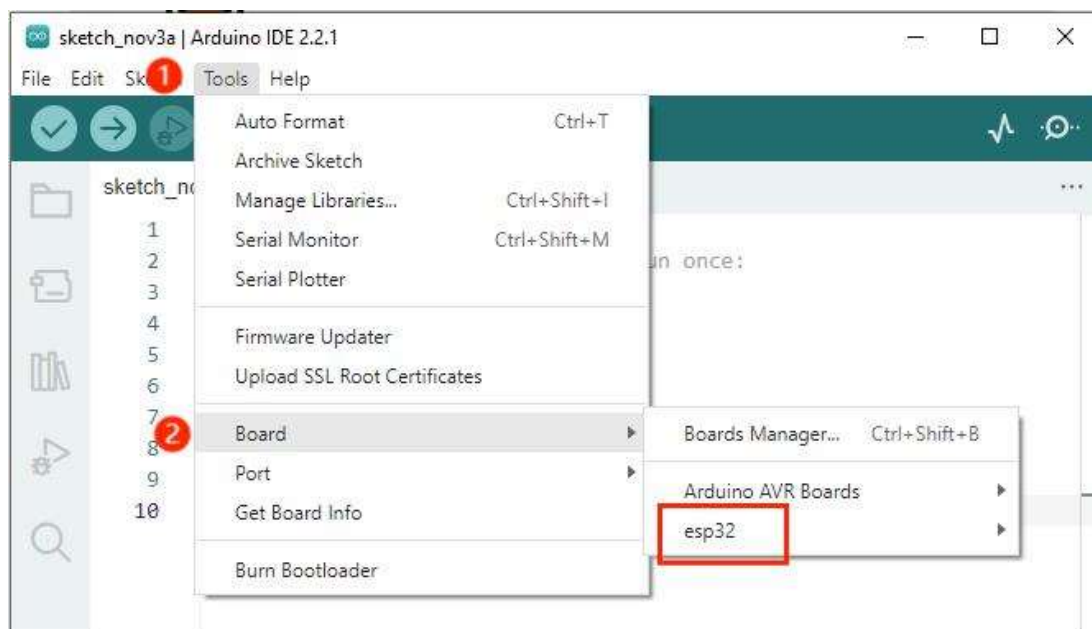 sketch_nov3a | Arduino IDE 2.2.1
File Edit Sk 1 Tools Help
Auto Format Ctrl+T
Archive Sketch
sketch_no
Manage Libraries... Ctrl+Shift+I
1
Serial Monitor Ctrl+Shift+M
2 un once:
Serial Plotter
3
4
Firmware Updater
5
Upload SSL Root Certificates
6
7
2 Board Boards Manager... Ctrl+Shift+B
8
Port
9
Arduino AVR Boards
10
Get Board Info
esp32
Burn Bootloader